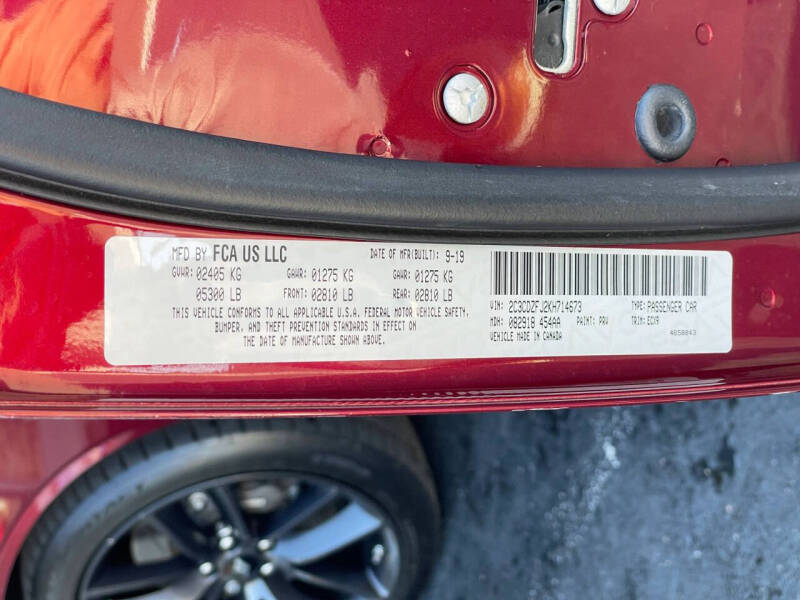 MFD BY FCA US LLC DATE OF MFR(BUILT): 9-19
GVWR: 02405 KG GAWR: 01275 KG GAWR: 01275 KG
05300 LB FRONT: 02810 LB REAR: 02810 LB
THIS VEHICLE CONFORMS TO ALL APPLICABLE U.S.A. FEDERAL MOTOR VEHICLE SAFETY,
BUMPER, AND THEFT PREVENTION STANDARDS IN EFFECT ON
THE DATE OF MANUFACTURE SHOWN ABOVE.
VIN: 2C3CDZFJ2KH714673 TYPE: PASSENGER CAR
MDH: 082918 454AA PAINT: PRV TRIM: ECX9
VEHICLE MADE IN CANADA 4658843